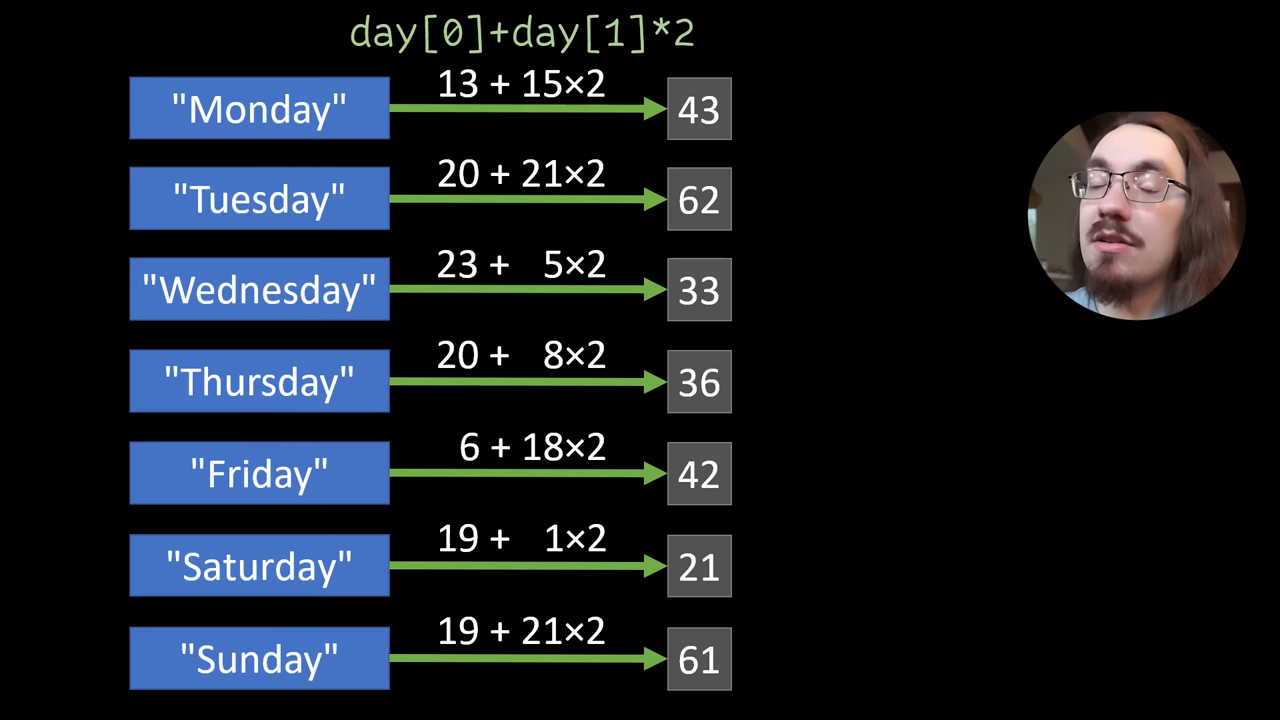 day[0]+day[1]*2
"Monday" 13 + 15×2 43
"Tuesday" 20 + 21×2 62
"Wednesday" 23 + 5×2 33
"Thursday" 20 + 8×2 36
"Friday" 6 + 18×2 42
"Saturday" 19 + 1×2 21
"Sunday" 19 + 21×2 61